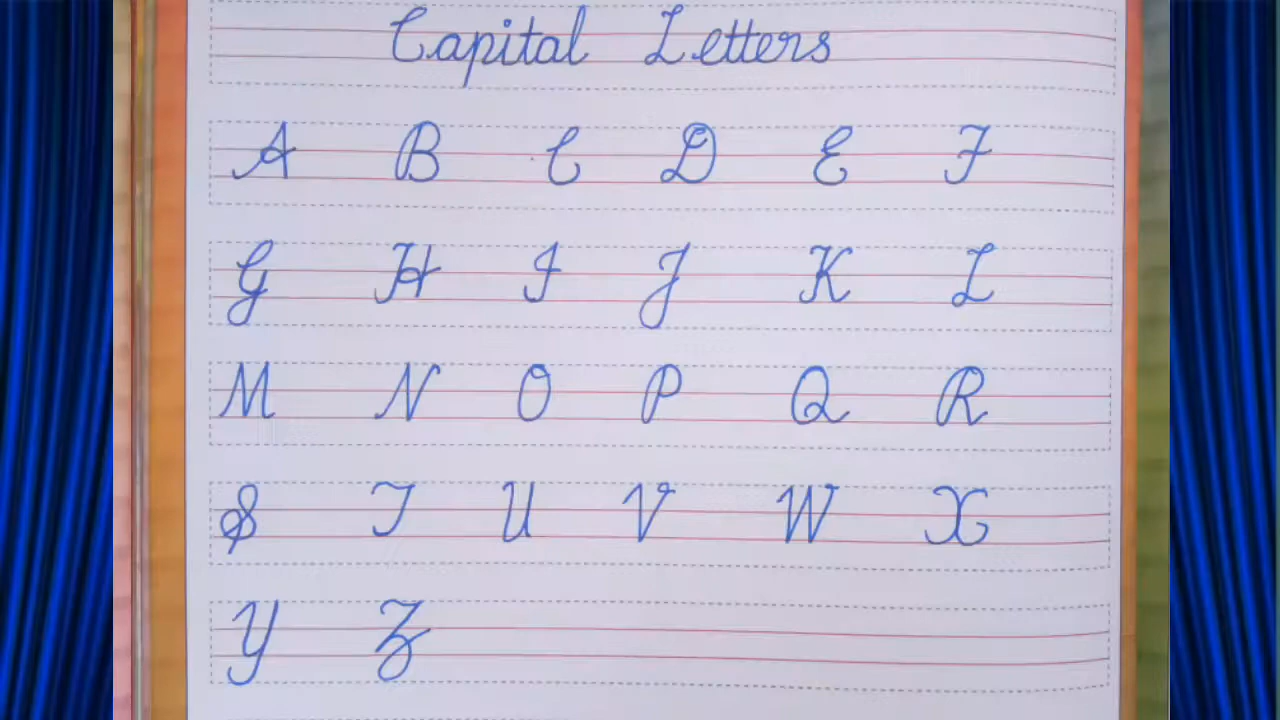 Capital Letters
A B C D E F
G H I J K L
M N O P Q R
S T U V W X
Y Z